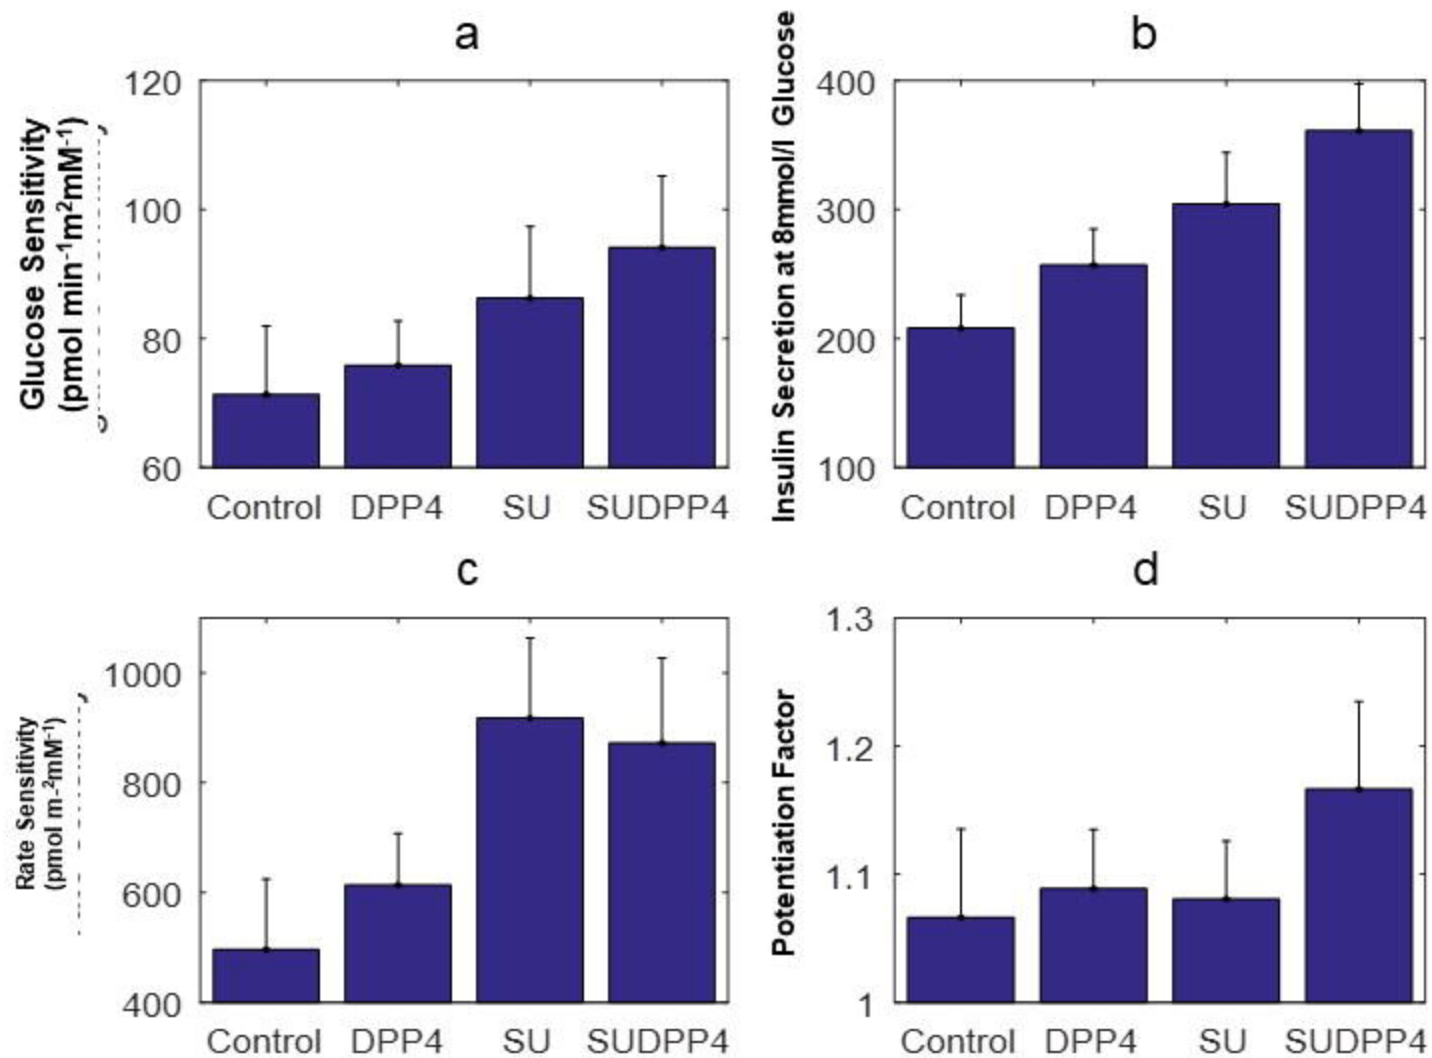 a
Glucose Sensitivity
(pmol min-1m2mM-1)
120
100
80
60
Control DPP4 SU SUDPP4
b
Insulin Secretion at 8mmol/l Glucose
400
300
200
100
Control DPP4 SU SUDPP4
c
Rate Sensitivity
(pmol m-2mM-1)
1000
800
600
400
Control DPP4 SU SUDPP4
d
Potentiation Factor
1.3
1.2
1.1
1
Control DPP4 SU SUDPP4